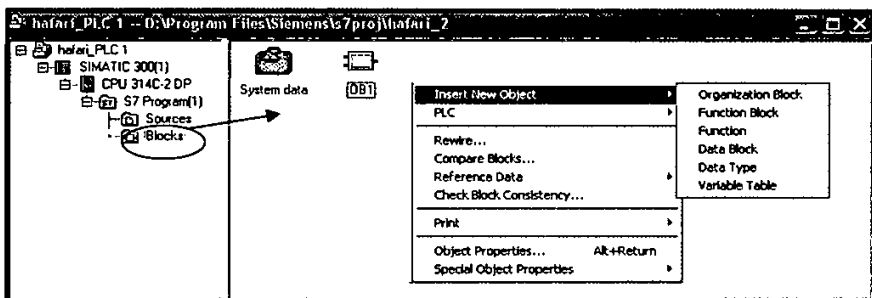 hafari_PLC 1 -- D:\Program Files\Siemens\s7proj\hafari_2
hafari_PLC 1
SIMATIC 300(1)
CPU 314C-2 DP
S7 Program(1)
Sources
Blocks
System data
OB1
Insert New Object
PLC
Rewire...
Compare Blocks...
Reference Data
Check Block Consistency...
Print
Object Properties... Alt+Return
Special Object Properties
Organization Block
Function Block
Function
Data Block
Data Type
Variable Table